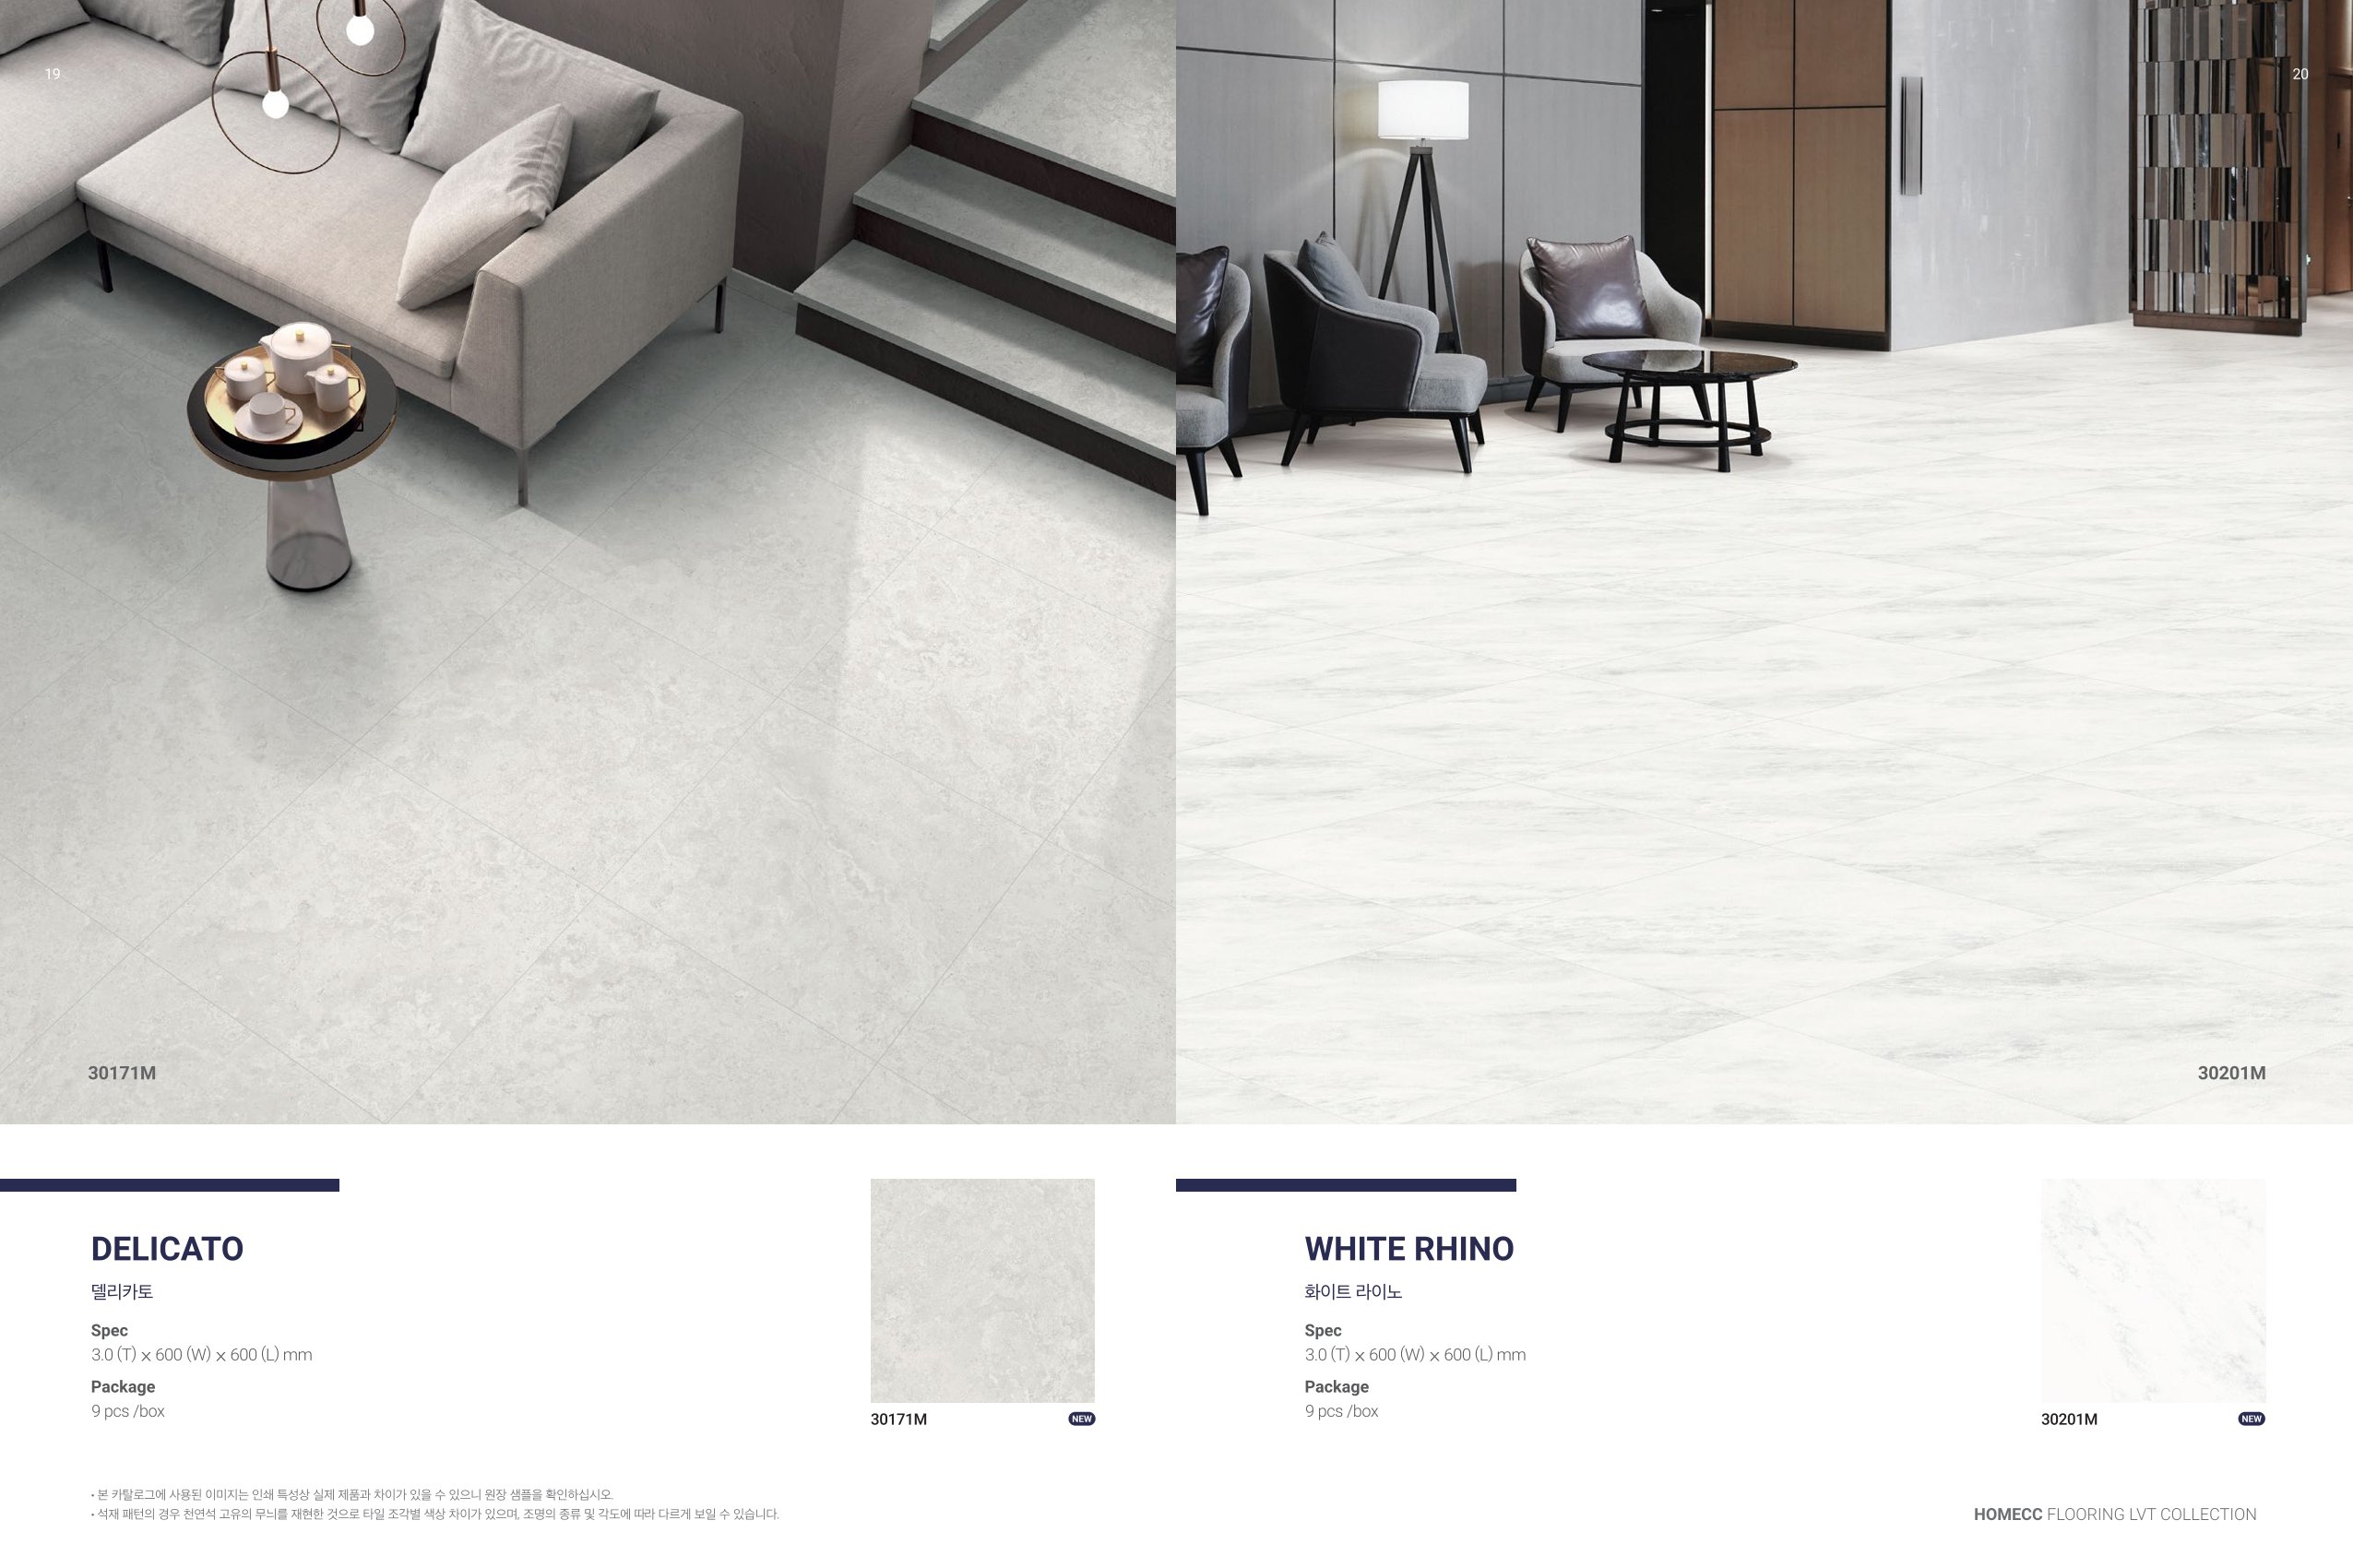 19
20
30171M
30201M
DELICATO
델리카토
Spec
3.0 (T) x 600 (W) x 600 (L) mm
Package
9 pcs /box
30171M
NEW
WHITE RHINO
화이트 라이노
Spec
3.0 (T) x 600 (W) x 600 (L) mm
Package
9 pcs /box
30201M
NEW
• 본 카탈로그에 사용된 이미지는 인쇄 특성상 실제 제품과 차이가 있을 수 있으니 원장 샘플을 확인하십시오.
• 석재 패턴의 경우 천연석 고유의 무늬를 재현한 것으로 타일 조각별 색상 차이가 있으며, 조명의 종류 및 각도에 따라 다르게 보일 수 있습니다.
HOMECC FLOORING LVT COLLECTION